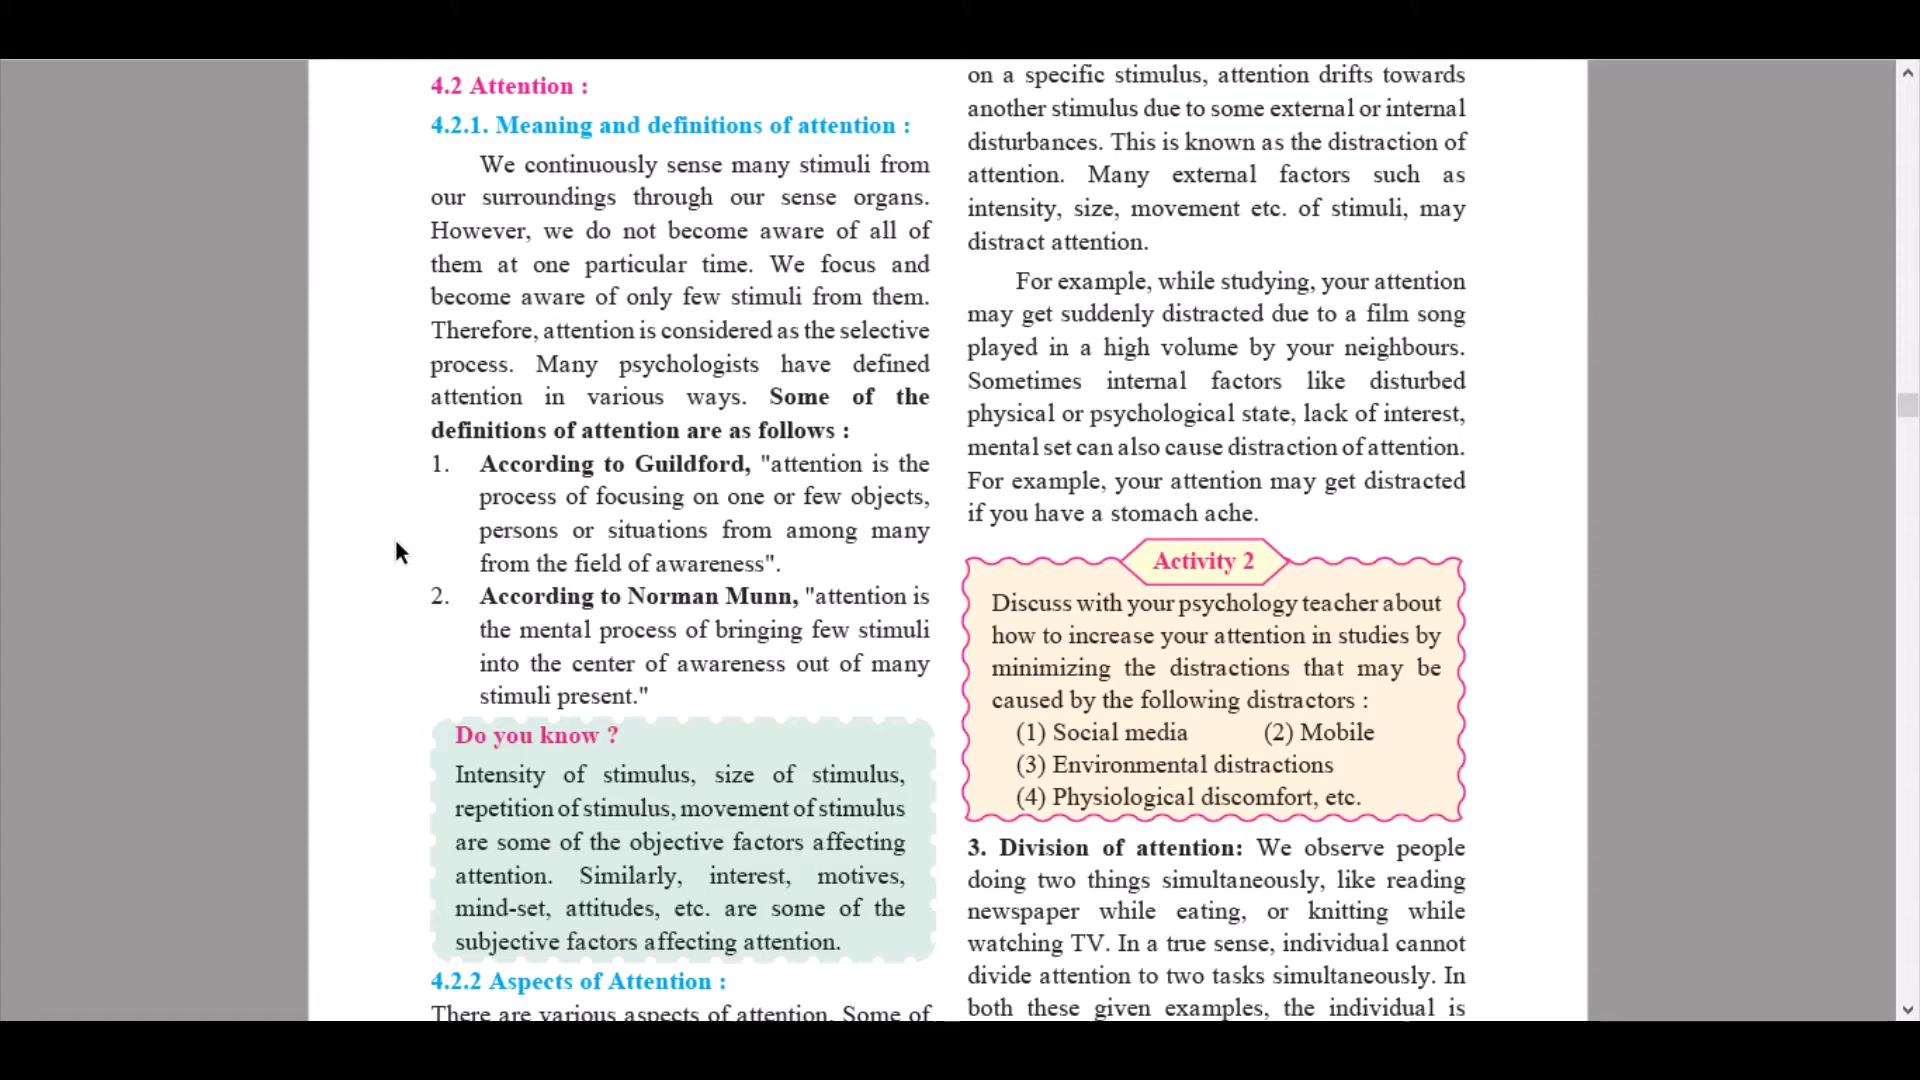 4.2 Attention :
4.2.1. Meaning and definitions of attention :
We continuously sense many stimuli from
our surroundings through our sense organs.
However, we do not become aware of all of
them at one particular time. We focus and
become aware of only few stimuli from them.
Therefore, attention is considered as the selective
process. Many psychologists have defined
attention in various ways. Some of the
definitions of attention are as follows :
1. According to Guildford, "attention is the
process of focusing on one or few objects,
persons or situations from among many
from the field of awareness".
2. According to Norman Munn, "attention is
the mental process of bringing few stimuli
into the center of awareness out of many
stimuli present."
Do you know ?
Intensity of stimulus, size of stimulus,
repetition of stimulus, movement of stimulus
are some of the objective factors affecting
attention. Similarly, interest, motives,
mind-set, attitudes, etc. are some of the
subjective factors affecting attention.
4.2.2 Aspects of Attention :
There are various aspects of attention. Some of
on a specific stimulus, attention drifts towards
another stimulus due to some external or internal
disturbances. This is known as the distraction of
attention. Many external factors such as
intensity, size, movement etc. of stimuli, may
distract attention.
For example, while studying, your attention
may get suddenly distracted due to a film song
played in a high volume by your neighbours.
Sometimes internal factors like disturbed
physical or psychological state, lack of interest,
mental set can also cause distraction of attention.
For example, your attention may get distracted
if you have a stomach ache.
Activity 2
Discuss with your psychology teacher about
how to increase your attention in studies by
minimizing the distractions that may be
caused by the following distractors :
(1) Social media (2) Mobile
(3) Environmental distractions
(4) Physiological discomfort, etc.
3. Division of attention: We observe people
doing two things simultaneously, like reading
newspaper while eating, or knitting while
watching TV. In a true sense, individual cannot
divide attention to two tasks simultaneously. In
both these given examples, the individual is